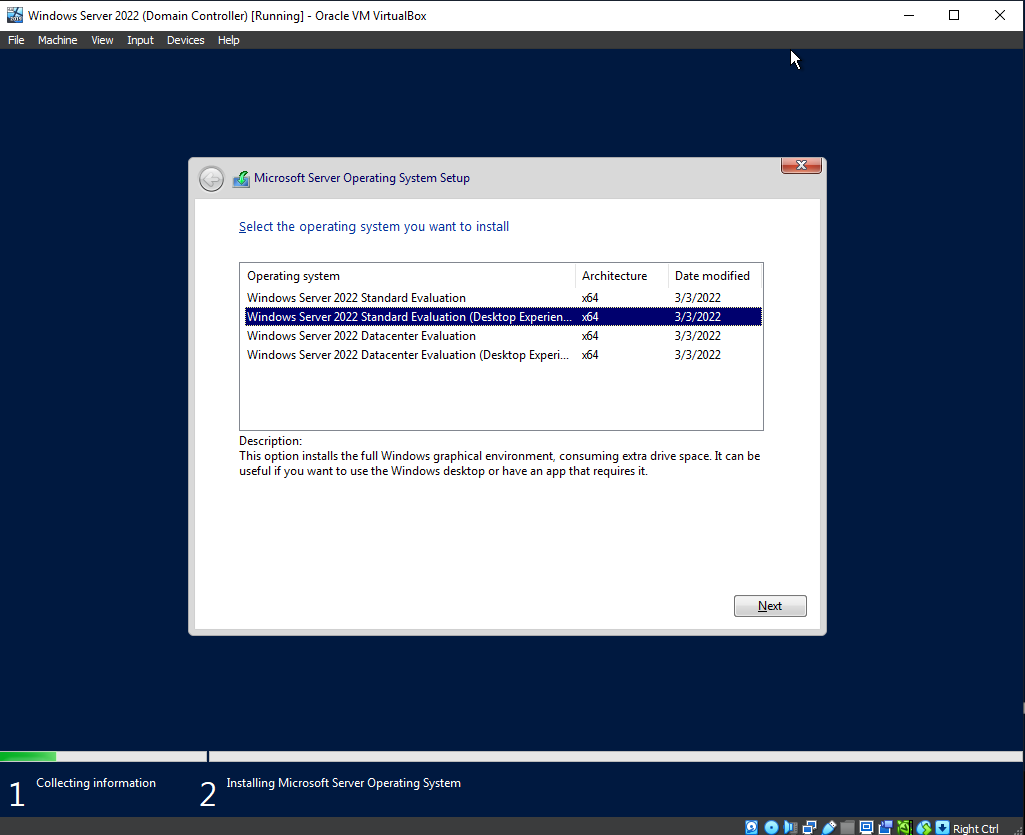 Windows Server 2022 (Domain Controller) [Running] - Oracle VM VirtualBox
File Machine View Input Devices Help
Microsoft Server Operating System Setup
Select the operating system you want to install
Operating system Architecture Date modified
Windows Server 2022 Standard Evaluation x64 3/3/2022
Windows Server 2022 Standard Evaluation (Desktop Experien... x64 3/3/2022
Windows Server 2022 Datacenter Evaluation x64 3/3/2022
Windows Server 2022 Datacenter Evaluation (Desktop Experi... x64 3/3/2022
Description:
This option installs the full Windows graphical environment, consuming extra drive space. It can be
useful if you want to use the Windows desktop or have an app that requires it.
Next
1 Collecting information 2 Installing Microsoft Server Operating System
Right Ctrl